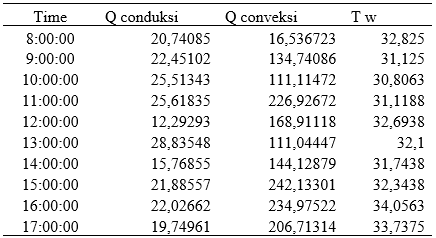 Time Q conduksi Q conveksi T w
8:00:00 20,74085 16,536723 32,825
9:00:00 22,45102 134,74086 31,125
10:00:00 25,51343 111,11472 30,8063
11:00:00 25,61835 226,92672 31,1188
12:00:00 12,29293 168,91118 32,6938
13:00:00 28,83548 111,04447 32,1
14:00:00 15,76855 144,12879 31,7438
15:00:00 21,88557 242,13301 32,3438
16:00:00 22,02662 234,97522 34,0563
17:00:00 19,74961 206,71314 33,7375